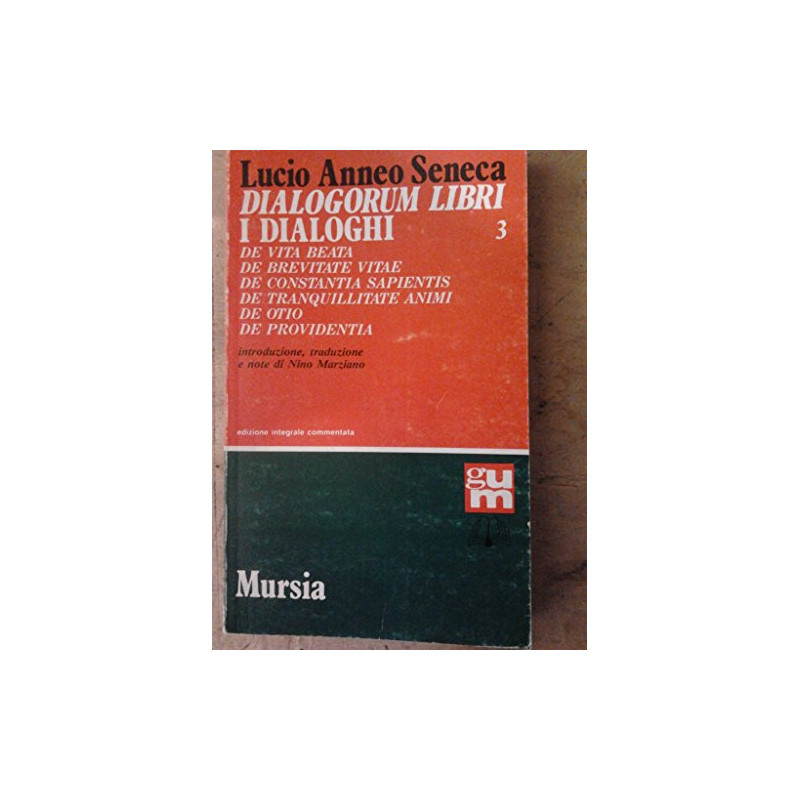 Lucio Anneo Seneca
DIALOGORUM LIBRI
I DIALOGHI 3
DE VITA BEATA
DE BREVITATE VITAE
DE CONSTANTIA SAPIENTIS
DE TRANQUILLITATE ANIMI
DE OTIO
DE PROVIDENTIA
introduzione, traduzione
e note di Nino Marziano
edizione integrale commentata
gum
Mursia